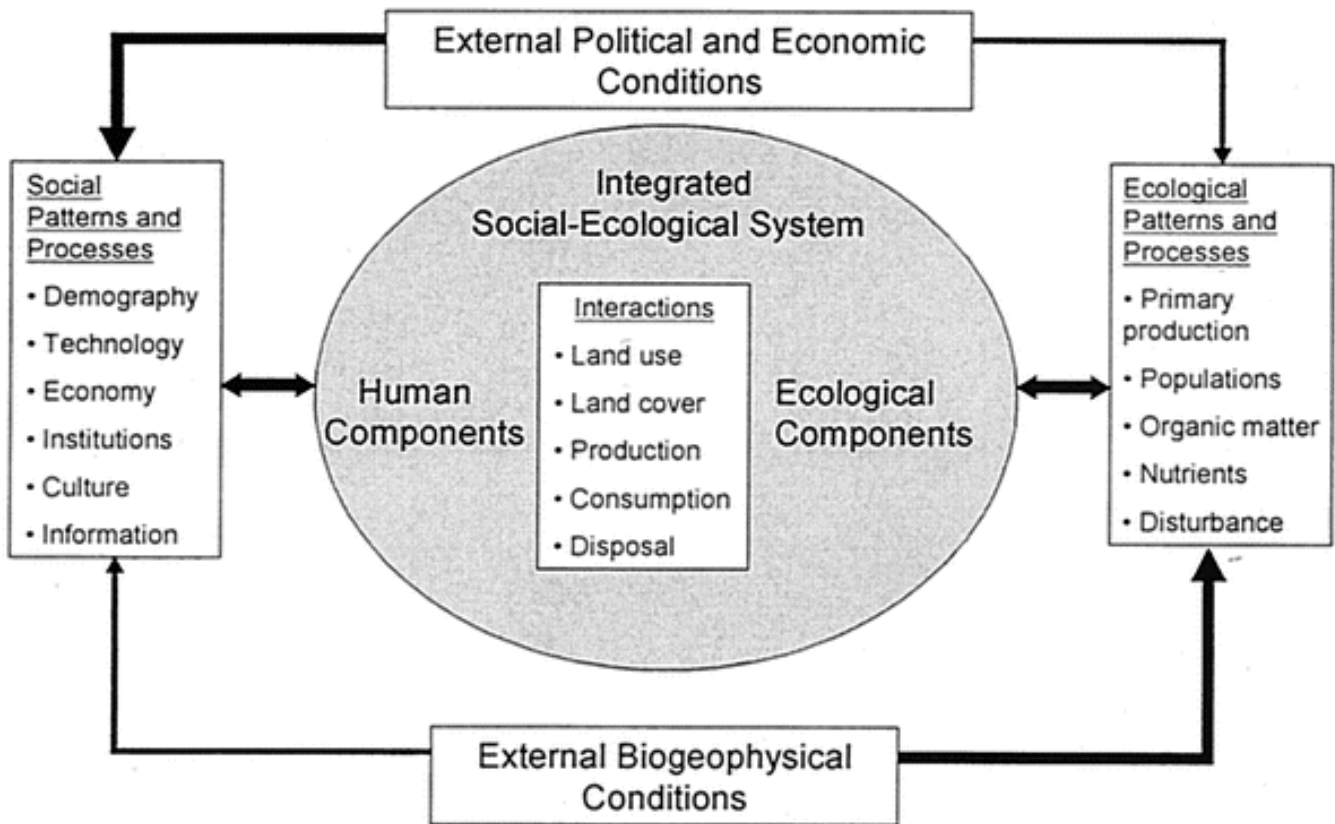 External Political and Economic
Conditions
Social
Patterns and
Processes
• Demography
• Technology
• Economy
• Institutions
• Culture
• Information
Integrated
Social-Ecological System
Human
Components
Interactions
• Land use
• Land cover
• Production
• Consumption
• Disposal
Ecological
Components
Ecological
Patterns and
Processes
• Primary
production
• Populations
• Organic matter
• Nutrients
• Disturbance
External Biogeophysical
Conditions